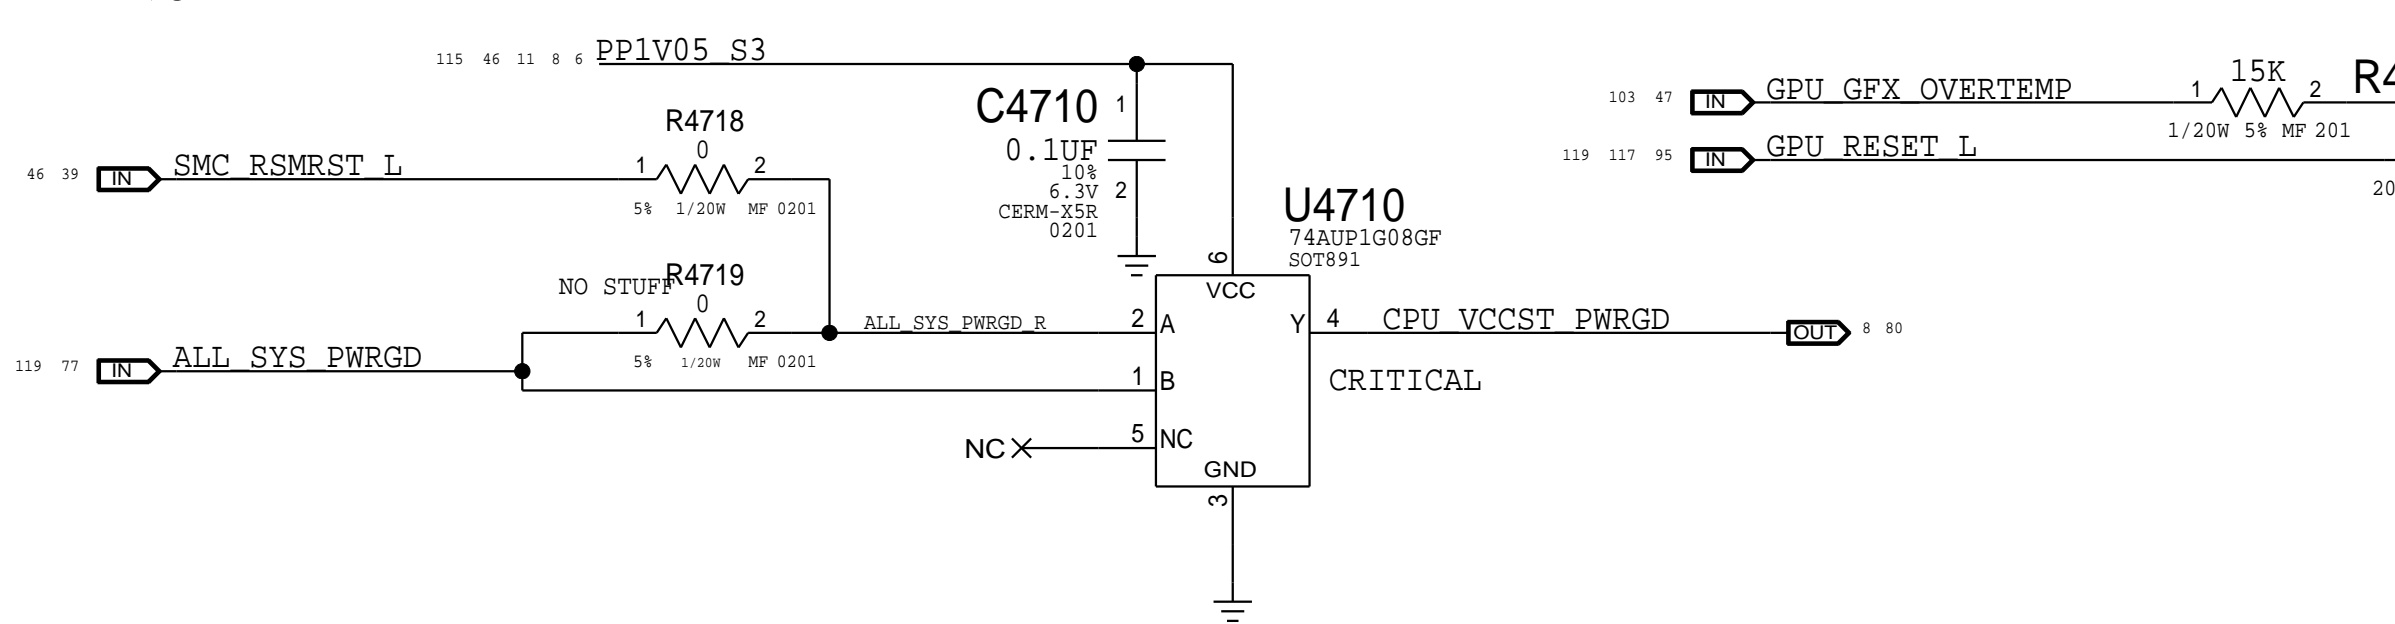 115 46 11 8 6 PP1V05_S3
C4710
1
0.1UF
10%
6.3V
2
CERM-X5R
0201
R4718
0
46 39 IN SMC_RSMRST_L 1 2
5% 1/20W MF 0201
NO STUFF R4719
0
1 2
5% 1/20W MF 0201
119 77 IN ALL_SYS_PWRGD
ALL_SYS_PWRGD_R
U4710
74AUP1G08GF
SOT891
6
VCC
2 A
1 B
NC 5 NC
GND
3
Y 4 CPU_VCCST_PWRGD OUT 8 80
CRITICAL
103 47 IN GPU_GFX_OVERTEMP 1 15K 2 R4
1/20W 5% MF 201
119 117 95 IN GPU_RESET_L
20